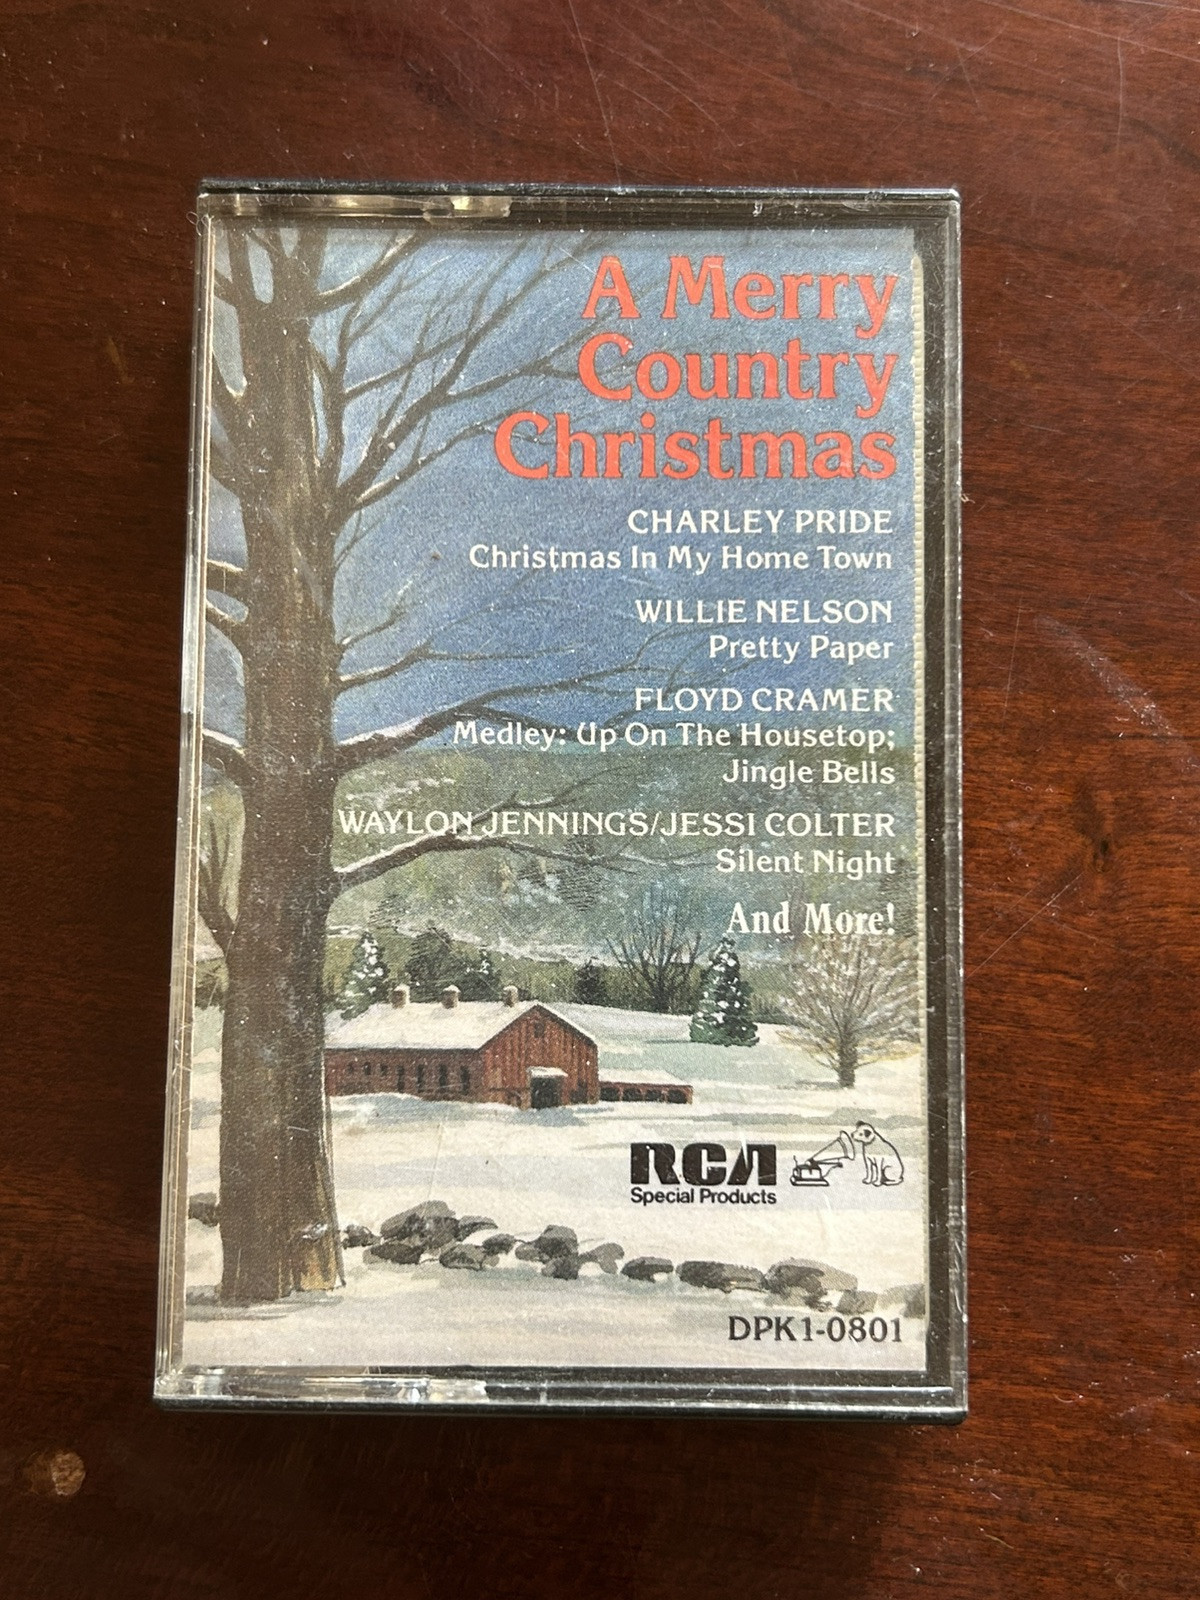 A Merry
Country
Christmas
CHARLEY PRIDE
Christmas In My Home Town
WILLIE NELSON
Pretty Paper
FLOYD CRAMER
Medley: Up On The Housetop;
Jingle Bells
WAYLON JENNINGS/JESSI COLTER
Silent Night
And More!
RCA
Special Products
DPK1-0801